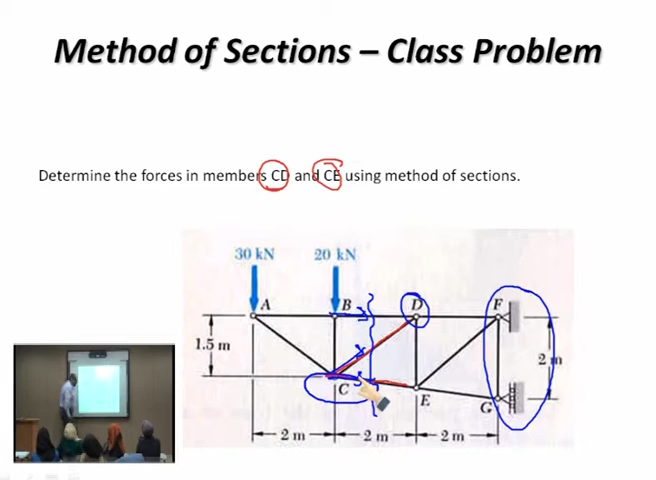 Method of Sections – Class Problem
Determine the forces in members CD and CE using method of sections.
30 kN 20 kN
A B D F
1.5 m
2 m
C E G
2 m 2 m 2 m